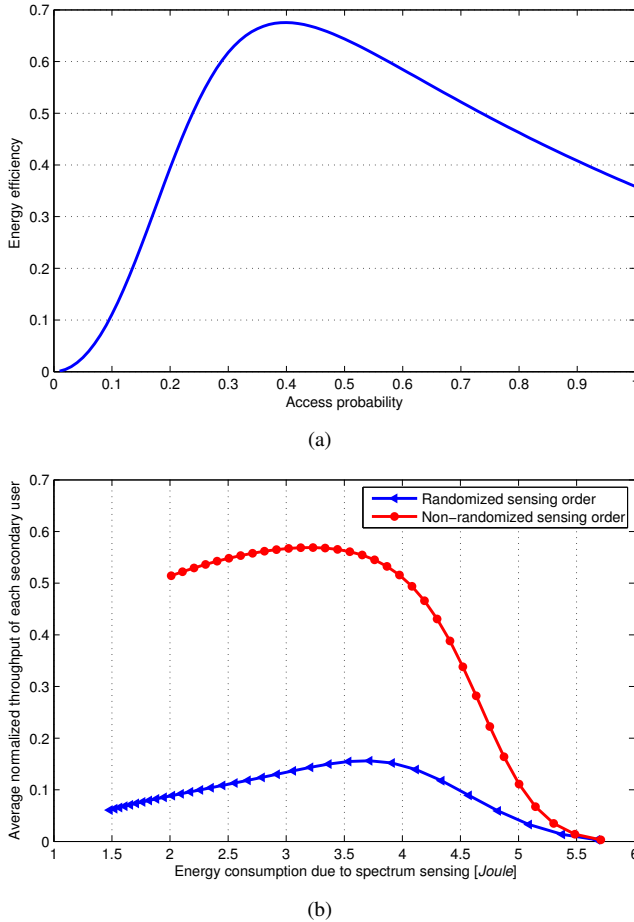 0.7
0.6
0.5
0.4
0.3
0.2
0.1
0
Energy efficiency
0 0.1 0.2 0.3 0.4 0.5 0.6 0.7 0.8 0.9 1
Access probability
(a)
0.7
0.6
0.5
0.4
0.3
0.2
0.1
0
Average normalized throughput of each secondary user
Randomized sensing order
Non−randomized sensing order
1 1.5 2 2.5 3 3.5 4 4.5 5 5.5 6
Energy consumption due to spectrum sensing [Joule]
(b)